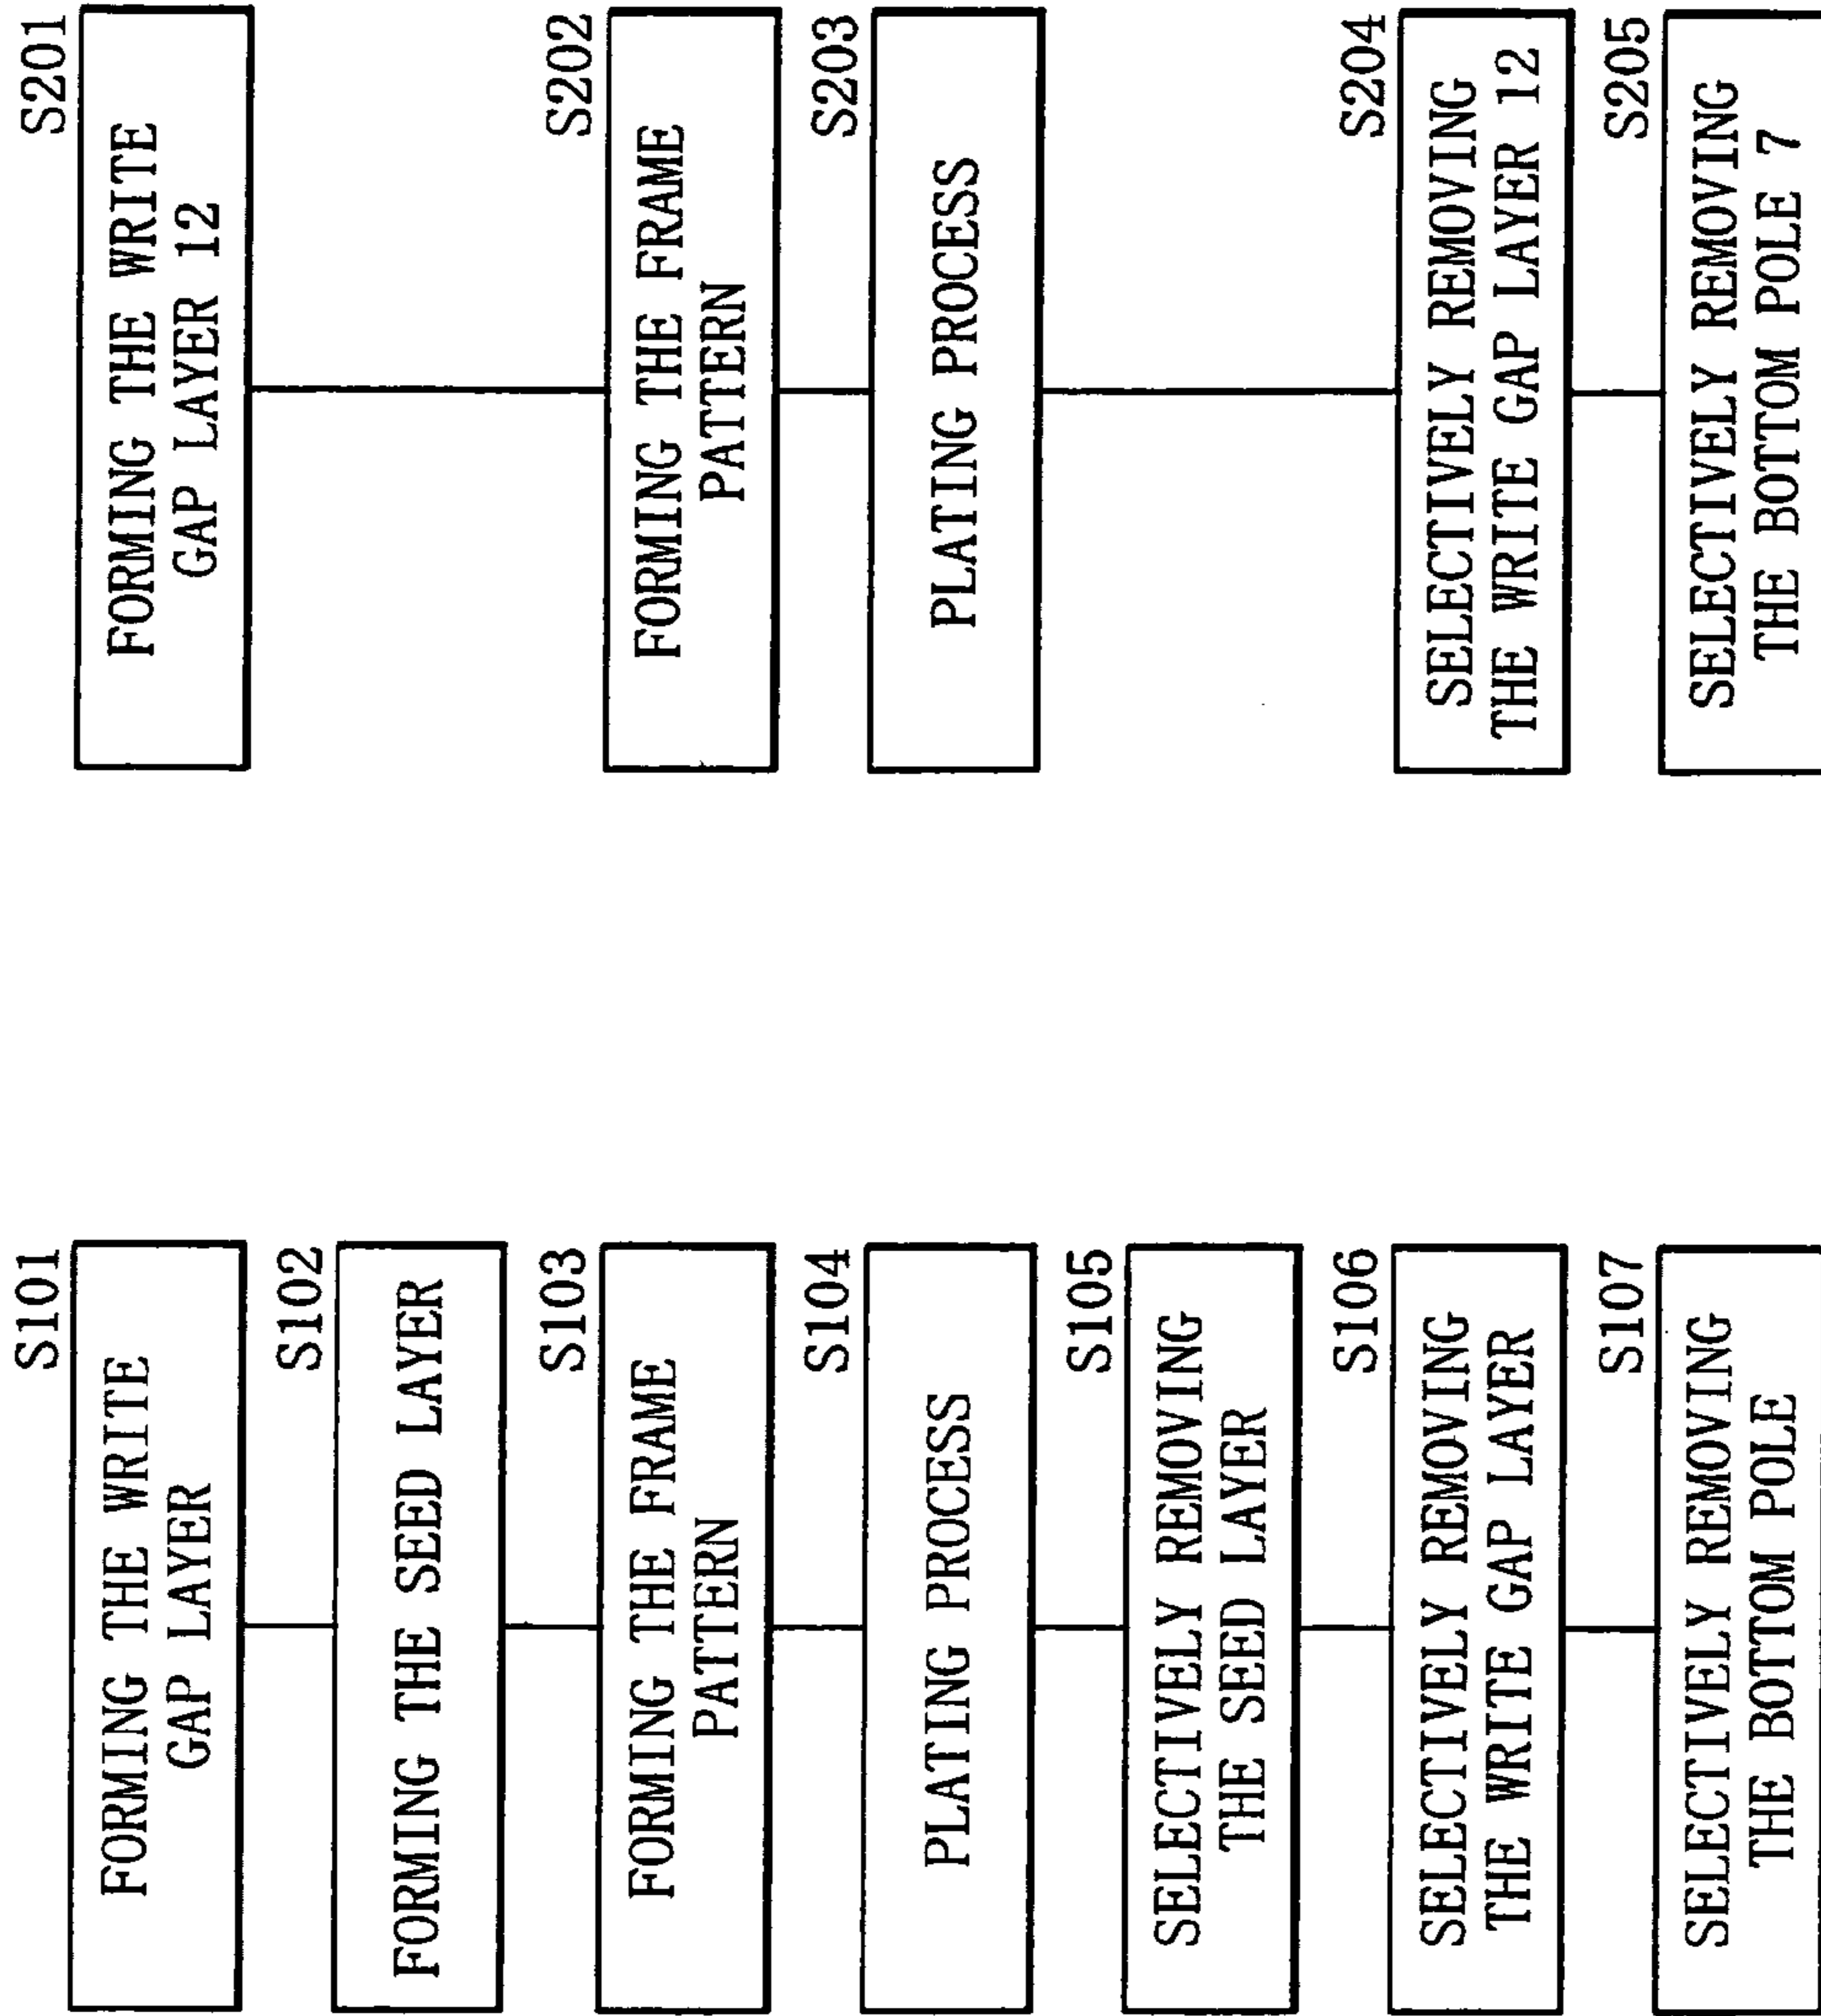 S101
FORMING THE WRITE
GAP LAYER
S102
FORMING THE SEED LAYER
S103
FORMING THE FRAME
PATTERN
S104
PLATING PROCESS
S105
SELECTIVELY REMOVING
THE SEED LAYER
S106
SELECTIVELY REMOVING
THE WRITE GAP LAYER
S107
SELECTIVELY REMOVING
THE BOTTOM POLE
S201
FORMING THE WRITE
GAP LAYER 12
S202
FORMING THE FRAME
PATTERN
S203
PLATING PROCESS
S204
SELECTIVELY REMOVING
THE WRITE GAP LAYER 12
S205
SELECTIVELY REMOVING
THE BOTTOM POLE 7